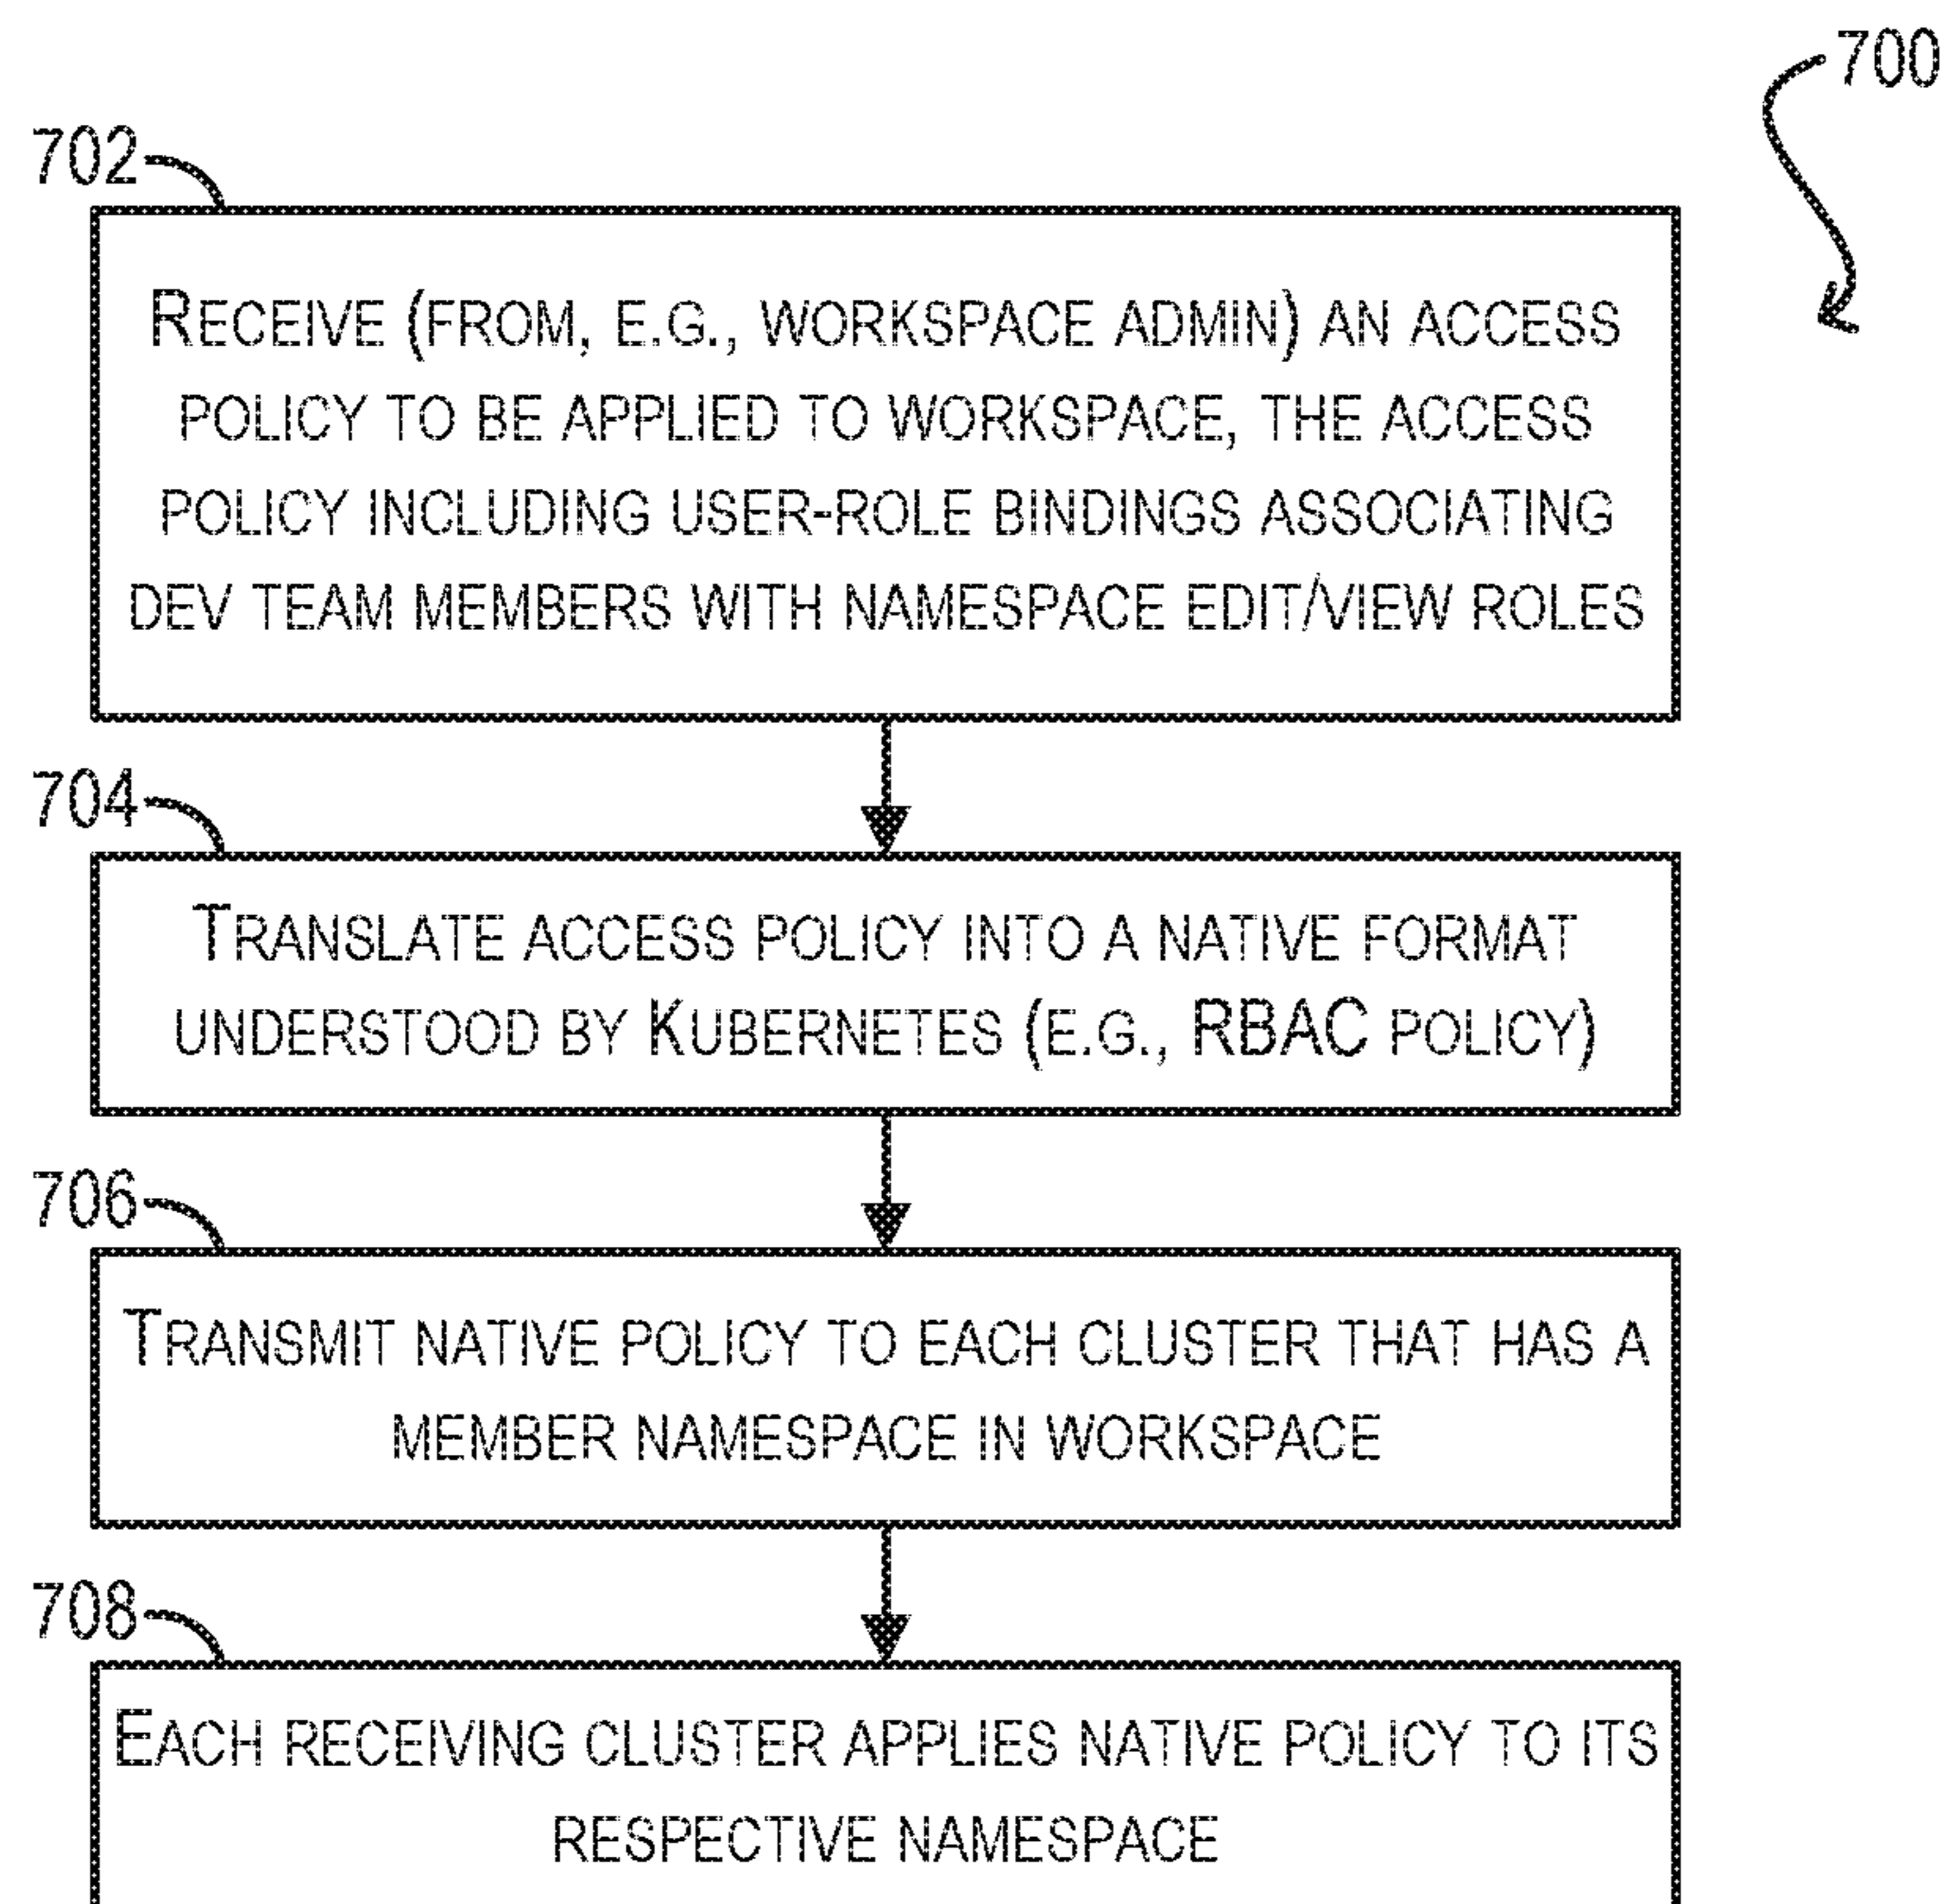 700
702
RECEIVE (FROM, E.G., WORKSPACE ADMIN) AN ACCESS
POLICY TO BE APPLIED TO WORKSPACE, THE ACCESS
POLICY INCLUDING USER-ROLE BINDINGS ASSOCIATING
DEV TEAM MEMBERS WITH NAMESPACE EDIT/VIEW ROLES
704
TRANSLATE ACCESS POLICY INTO A NATIVE FORMAT
UNDERSTOOD BY KUBERNETES (E.G., RBAC POLICY)
706
TRANSMIT NATIVE POLICY TO EACH CLUSTER THAT HAS A
MEMBER NAMESPACE IN WORKSPACE
708
EACH RECEIVING CLUSTER APPLIES NATIVE POLICY TO ITS
RESPECTIVE NAMESPACE